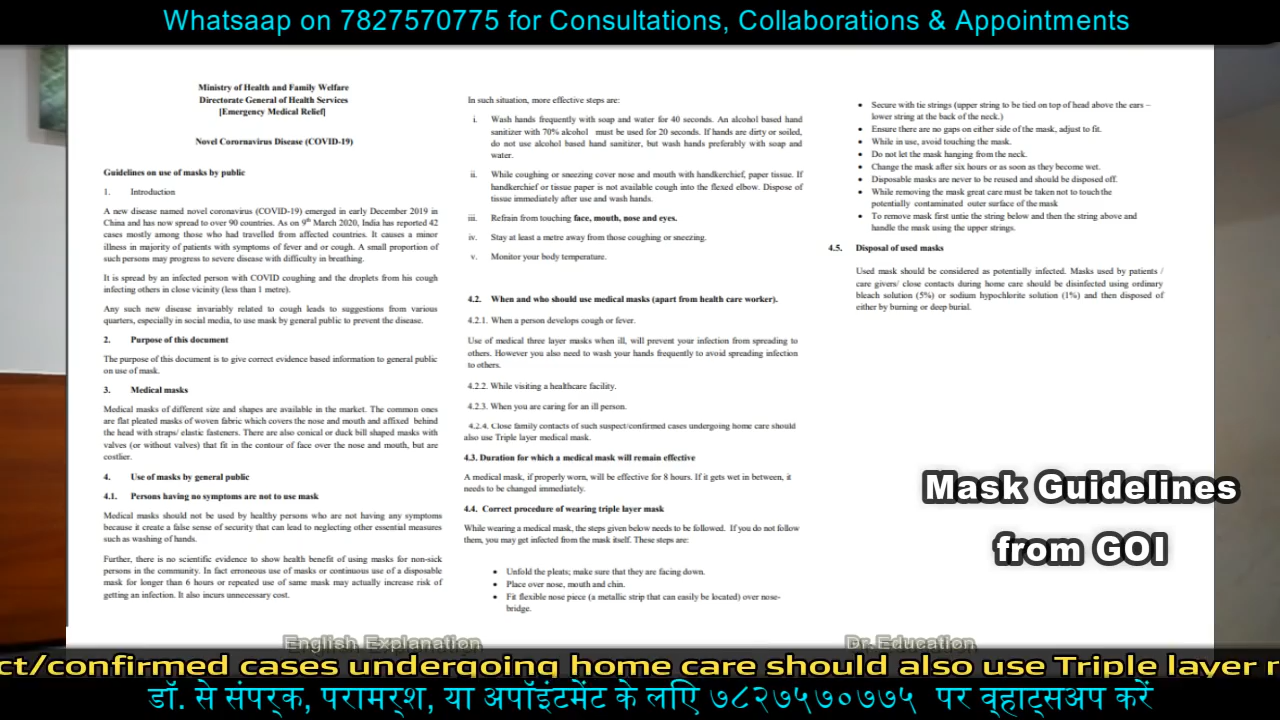 Whatsaap on 7827570775 for Consultations, Collaborations & Appointments
Ministry of Health and Family Welfare
Directorate General of Health Services
[Emergency Medical Relief]
Novel Corornavirus Disease (COVID-19)
Guidelines on use of masks by public
1. Introduction
A new disease named novel coronavirus (COVID-19) emerged in early December 2019 in
China and has now spread to over 90 countries. As on 9th March 2020, India has reported 42
cases mostly among those who had travelled from affected countries. It causes a minor
illness in majority of patients with symptoms of fever and or cough. A small proportion of
such persons may progress to severe disease with difficulty in breathing.
It is spread by an infected person with COVID coughing and the droplets from his cough
infecting others in close vicinity (less than 1 metre).
Any such new disease invariably related to cough leads to suggestions from various
quarters, especially in social media, to use mask by general public to prevent the disease.
2. Purpose of this document
The purpose of this document is to give correct evidence based information to general public
on use of mask.
3. Medical masks
Medical masks of different size and shapes are available in the market. The common ones
are flat pleated masks of woven fabric which covers the nose and mouth and affixed behind
the head with straps/ elastic fasteners. There are also conical or duck bill shaped masks with
valves (or without valves) that fit in the contour of face over the nose and mouth, but are
costlier.
4. Use of masks by general public
4.1. Persons having no symptoms are not to use mask
Medical masks should not be used by healthy persons who are not having any symptoms
because it create a false sense of security that can lead to neglecting other essential measures
such as washing of hands.
Further, there is no scientific evidence to show health benefit of using masks for non-sick
persons in the community. In fact erroneous use of masks or continuous use of a disposable
mask for longer than 6 hours or repeated use of same mask may actually increase risk of
getting an infection. It also incurs unnecessary cost.
In such situation, more effective steps are:
i. Wash hands frequently with soap and water for 40 seconds. An alcohol based hand
sanitizer with 70% alcohol must be used for 20 seconds. If hands are dirty or soiled,
do not use alcohol based hand sanitizer, but wash hands preferably with soap and
water.
ii. While coughing or sneezing cover nose and mouth with handkerchief, paper tissue. If
handkerchief or tissue paper is not available cough into the flexed elbow. Dispose of
tissue immediately after use and wash hands.
iii. Refrain from touching face, mouth, nose and eyes.
iv. Stay at least a metre away from those coughing or sneezing.
v. Monitor your body temperature.
4.2. When and who should use medical masks (apart from health care worker).
4.2.1. When a person develops cough or fever.
Use of medical three layer masks when ill, will prevent your infection from spreading to
others. However you also need to wash your hands frequently to avoid spreading infection
to others.
4.2.2. While visiting a healthcare facility.
4.2.3. When you are caring for an ill person.
4.2.4. Close family contacts of such suspect/confirmed cases undergoing home care should
also use Triple layer medical mask.
4.3. Duration for which a medical mask will remain effective
A medical mask, if properly worn, will be effective for 8 hours. If it gets wet in between, it
needs to be changed immediately.
4.4. Correct procedure of wearing triple layer mask
While wearing a medical mask, the steps given below needs to be followed. If you do not follow
them, you may get infected from the mask itself. These steps are:
• Unfold the pleats; make sure that they are facing down.
• Place over nose, mouth and chin.
• Fit flexible nose piece (a metallic strip that can easily be located) over nose-
bridge.
• Secure with tie strings (upper string to be tied on top of head above the ears –
lower string at the back of the neck.)
• Ensure there are no gaps on either side of the mask, adjust to fit.
• While in use, avoid touching the mask.
• Do not let the mask hanging from the neck.
• Change the mask after six hours or as soon as they become wet.
• Disposable masks are never to be reused and should be disposed off.
• While removing the mask great care must be taken not to touch the
potentially contaminated outer surface of the mask
• To remove mask first untie the string below and then the string above and
handle the mask using the upper strings.
4.5. Disposal of used masks
Used mask should be considered as potentially infected. Masks used by patients /
care givers/ close contacts during home care should be disinfected using ordinary
bleach solution (5%) or sodium hypochlorite solution (1%) and then disposed of
either by burning or deep burial.
Mask Guidelines
from GOI
English Explanation
Dr. Education
ct/confirmed cases undergoing home care should also use Triple layer
डॉ. से संपर्क, परामर्श, या अपॉइंटमेंट के लिए ७८२७५७०७७५ पर व्हाट्सअप करें